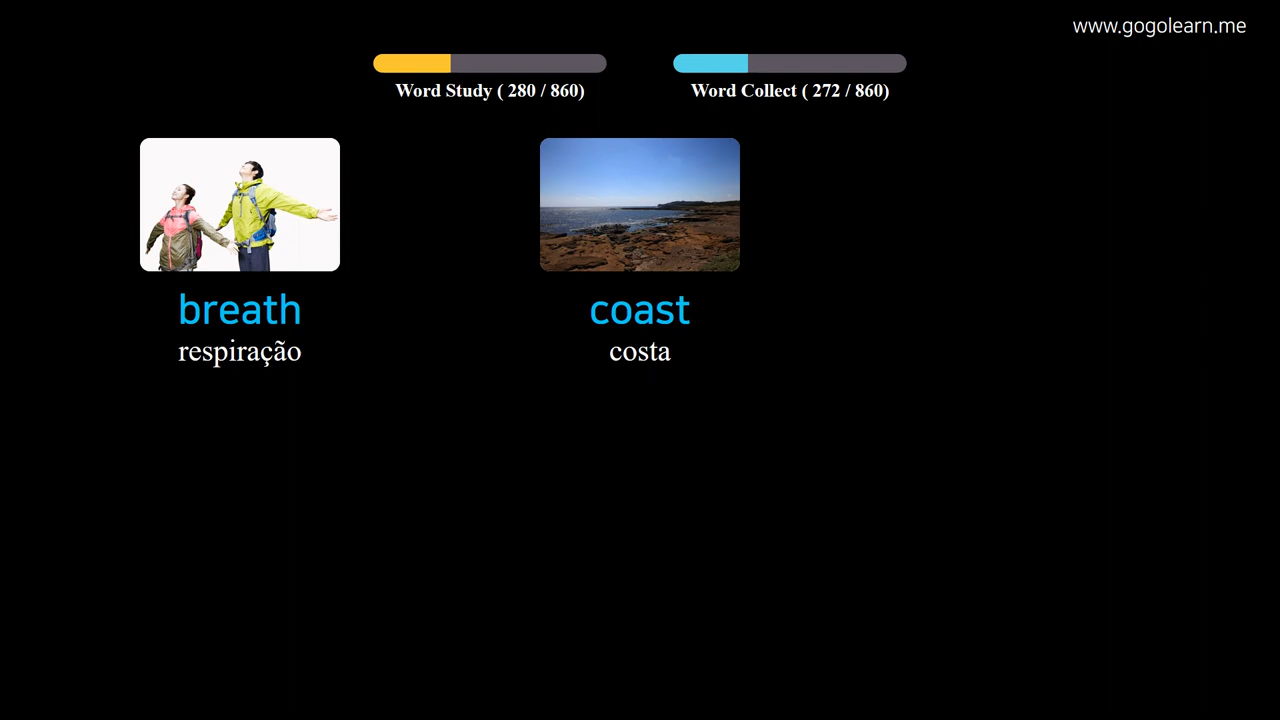 www.gogolearn.me
Word Study ( 280 / 860)
Word Collect ( 272 / 860)
breath
respiração
coast
costa